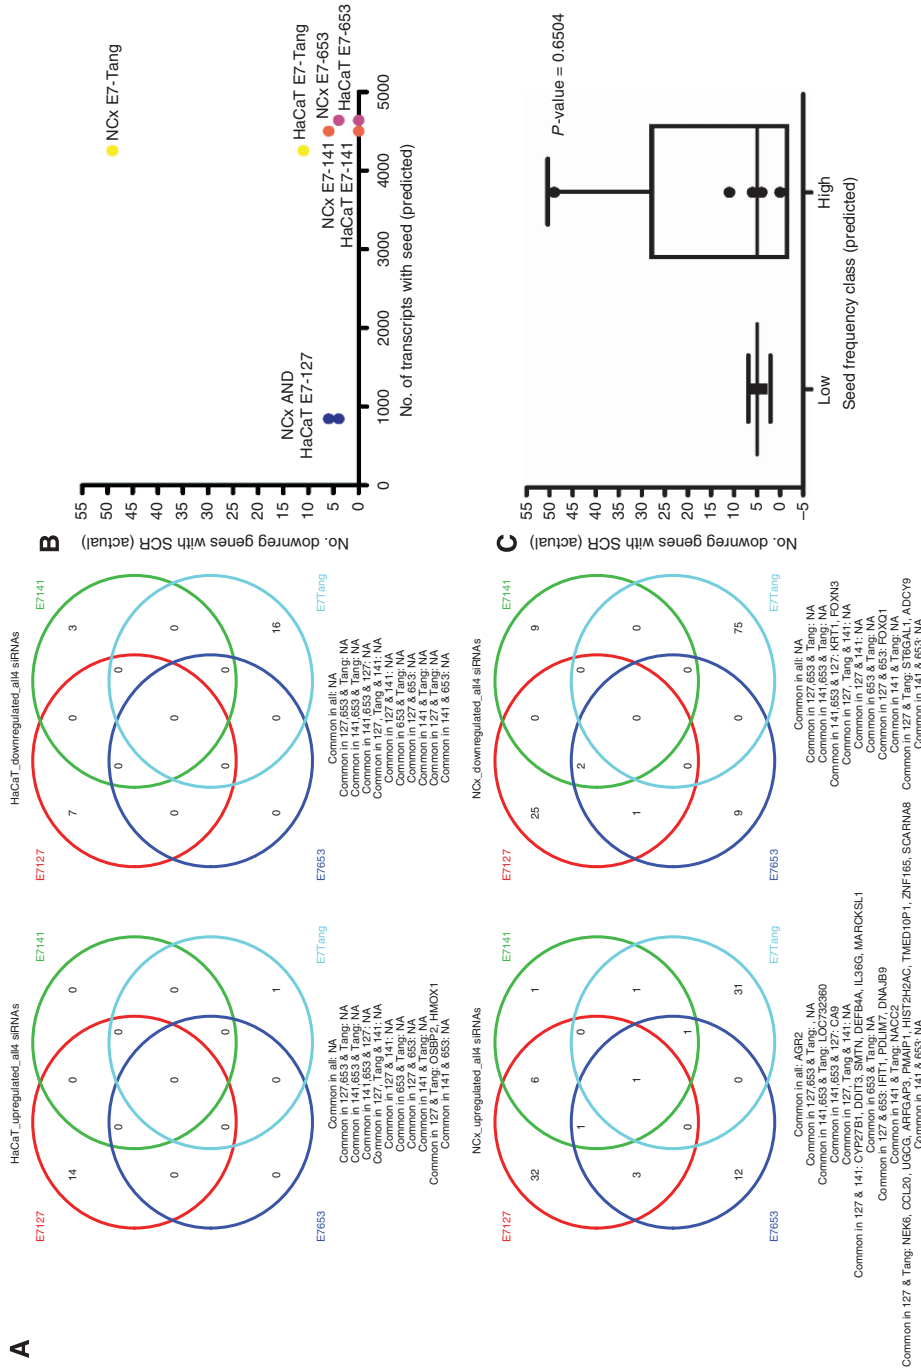 A
HaCaT_upregulated_all4 siRNAs
E7127
E7141
14
0
0
0
0
0
0
0
0
0
1
E7653
E7Tang
Common in all: NA
Common in 127,653 & Tang: NA
Common in 141,653 & Tang: NA
Common in 141,653 & 127: NA
Common in 127, Tang & 141: NA
Common in 127 & 141: NA
Common in 653 & Tang: NA
Common in 127 & 653: NA
Common in 141 & Tang: NA
Common in 127 & Tang: OSBP2, HMOX1
Common in 141 & 653: NA
HaCaT_downregulated_all4 siRNAs
E7127
E7141
7
0
3
0
0
0
0
0
0
0
0
16
E7653
E7Tang
Common in all: NA
Common in 127,653 & Tang: NA
Common in 141,653 & Tang: NA
Common in 141,653 & 127: NA
Common in 127, Tang & 141: NA
Common in 127 & 141: NA
Common in 653 & Tang: NA
Common in 127 & 653: NA
Common in 141 & Tang: NA
Common in 127 & Tang: NA
Common in 141 & 653: NA
NCx_upregulated_all4 siRNAs
E7127
E7141
32
6
1
1
0
3
1
1
0
1
12
0
31
E7653
E7Tang
Common in all: AGR2
Common in 127,653 & Tang: NA
Common in 141,653 & Tang: LOC732360
Common in 141,653 & 127: CA9
Common in 127, Tang & 141: NA
Common in 127 & 141: CYP27B1, DDIT3, SMTN, DEFB4A, IL36G, MARCKSL1
Common in 653 & Tang: NA
Common in 127 & 653: IFIT1, PDLIM7, DNAJB9
Common in 141 & Tang: NACC2
Common in 127 & Tang: NEK6, CCL20, UGCG, ARFGAP3, PMAIP1, HIST2H2AC, TMED10P1, ZNF165, SCARNA8
Common in 141 & 653: NA
NCx_downregulated_all4 siRNAs
E7127
E7141
25
0
9
2
0
1
0
0
0
0
9
0
75
E7653
E7Tang
Common in all: NA
Common in 127,653 & Tang: NA
Common in 141,653 & Tang: NA
Common in 141,653 & 127: KRT1, FOXN3
Common in 127, Tang & 141: NA
Common in 127 & 141: NA
Common in 653 & Tang: NA
Common in 127 & 653: FOXQ1
Common in 141 & Tang: NA
Common in 127 & Tang: ST6GAL1, ADCY9
Common in 141 & 653: NA
B
No. downreg genes with SCR (actual)
55
50
45
40
35
30
25
20
15
10
5
0
NCx E7-Tang
HaCaT E7-Tang
NCx E7-653
HaCaT E7-653
NCx E7-141
HaCaT E7-141
NCx AND
HaCaT E7-127
0 1000 2000 3000 4000 5000
No. of transcripts with seed (predicted)
C
No. downreg genes with SCR (actual)
55
50
45
40
35
30
25
20
15
10
5
0
–5
P-value = 0.6504
Low High
Seed frequency class (predicted)